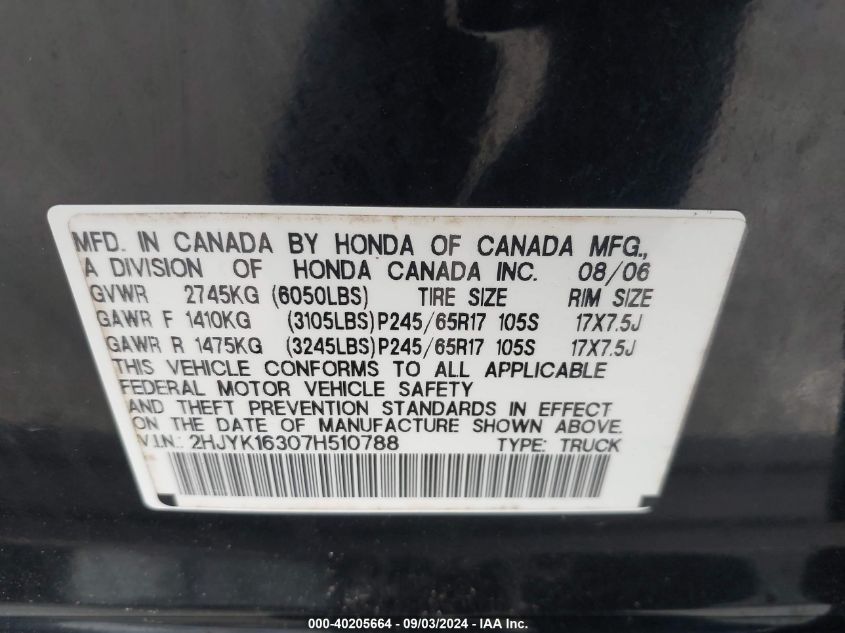 MFD. IN CANADA BY HONDA OF CANADA MFG.,
A DIVISION OF HONDA CANADA INC. 08/06
GVWR 2745KG (6050LBS) TIRE SIZE RIM SIZE
GAWR F 1410KG (3105LBS)P245/65R17 105S 17X7.5J
GAWR R 1475KG (3245LBS)P245/65R17 105S 17X7.5J
THIS VEHICLE CONFORMS TO ALL APPLICABLE
FEDERAL MOTOR VEHICLE SAFETY
AND THEFT PREVENTION STANDARDS IN EFFECT
ON THE DATE OF MANUFACTURE SHOWN ABOVE.
V.I.N.: 2HJYK16307H510788 TYPE: TRUCK
000-40205664 - 09/03/2024 - IAA Inc.